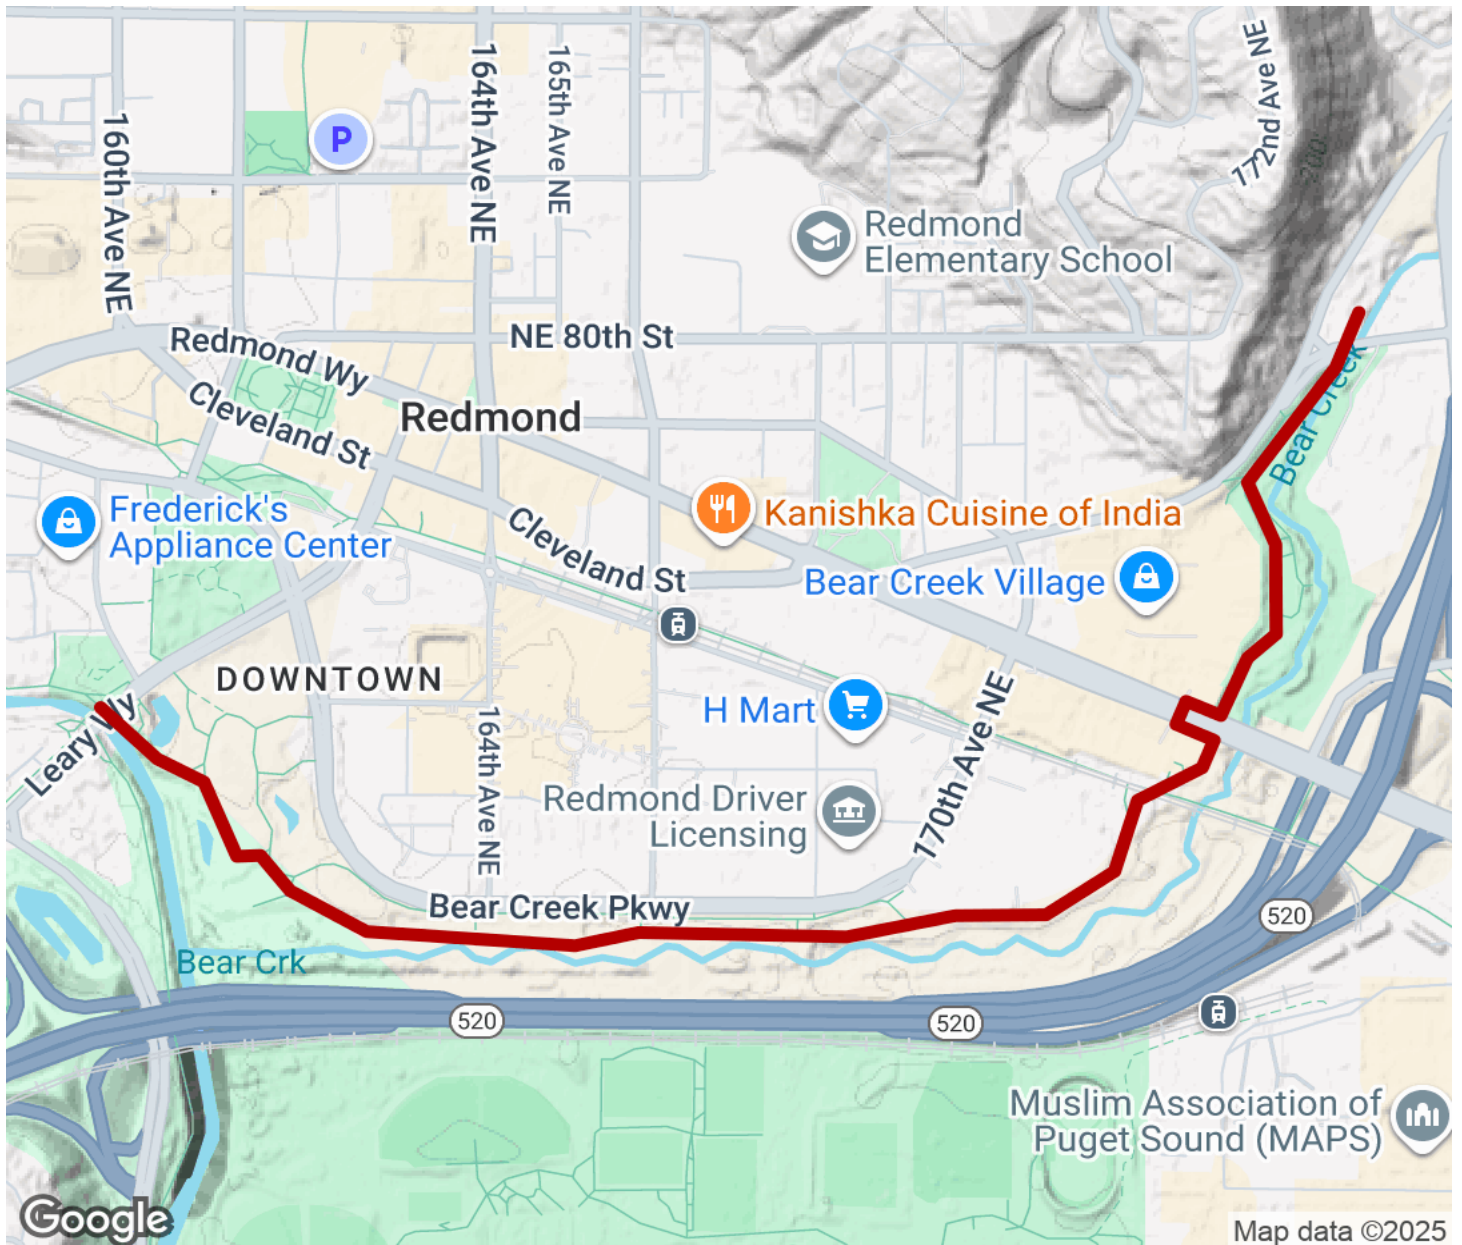 160th Ave NE
P
164th Ave NE
165th Ave NE
172nd Ave NE
200'
Redmond
Elementary School
NE 80th St
Redmond Wy
Cleveland St
Redmond
Bear Creek
Frederick's
Appliance Center
Kanishka Cuisine of India
Cleveland St
Bear Creek Village
DOWNTOWN
Leary Wy
H Mart
170th Ave NE
164th Ave NE
Redmond Driver
Licensing
Bear Creek Pkwy
520
Bear Crk
520
520
Muslim Association of
Puget Sound (MAPS)
Google
Map data ©2025